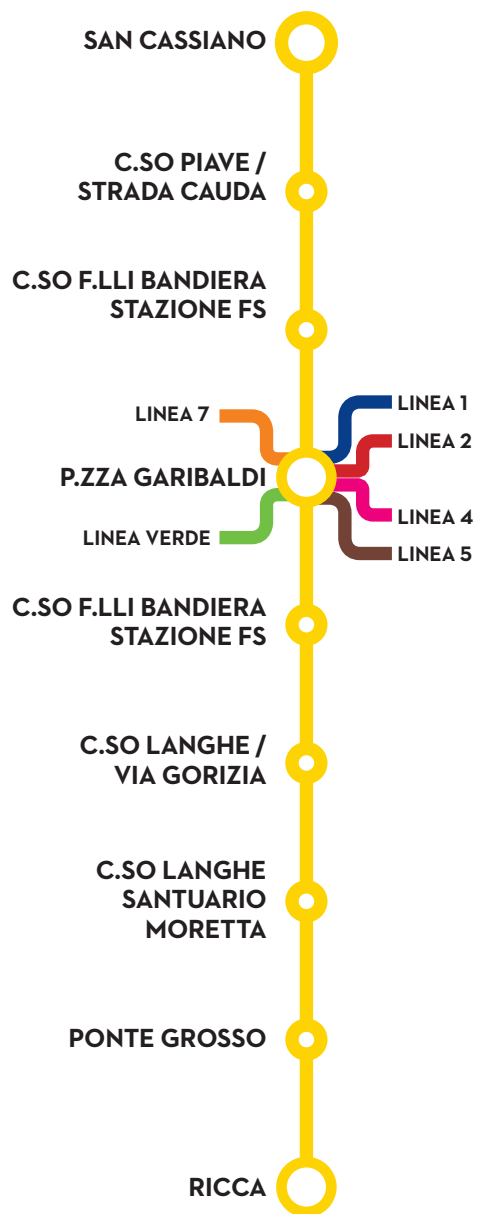 SAN CASSIANO
C.SO PIAVE /
STRADA CAUDA
C.SO F.LLI BANDIERA
STAZIONE FS
LINEA 7
LINEA 1
LINEA 2
P.ZZA GARIBALDI
LINEA VERDE
LINEA 4
LINEA 5
C.SO F.LLI BANDIERA
STAZIONE FS
C.SO LANGHE /
VIA GORIZIA
C.SO LANGHE
SANTUARIO
MORETTA
PONTE GROSSO
RICCA